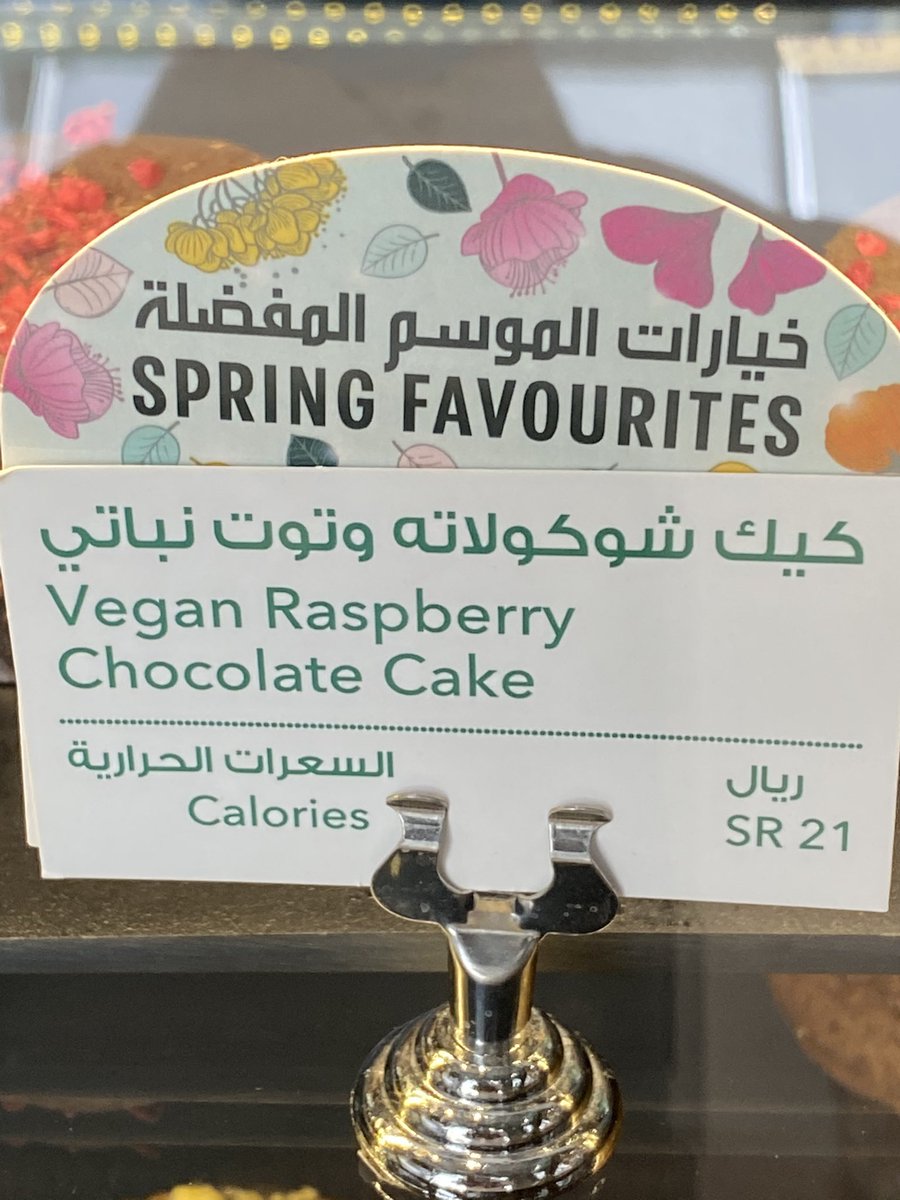 خيارات الموسم المفضلة
SPRING FAVOURITES
كيك شوكولاته وتوت نباتي
Vegan Raspberry
Chocolate Cake
السعرات الحرارية
Calories
ريال
SR 21